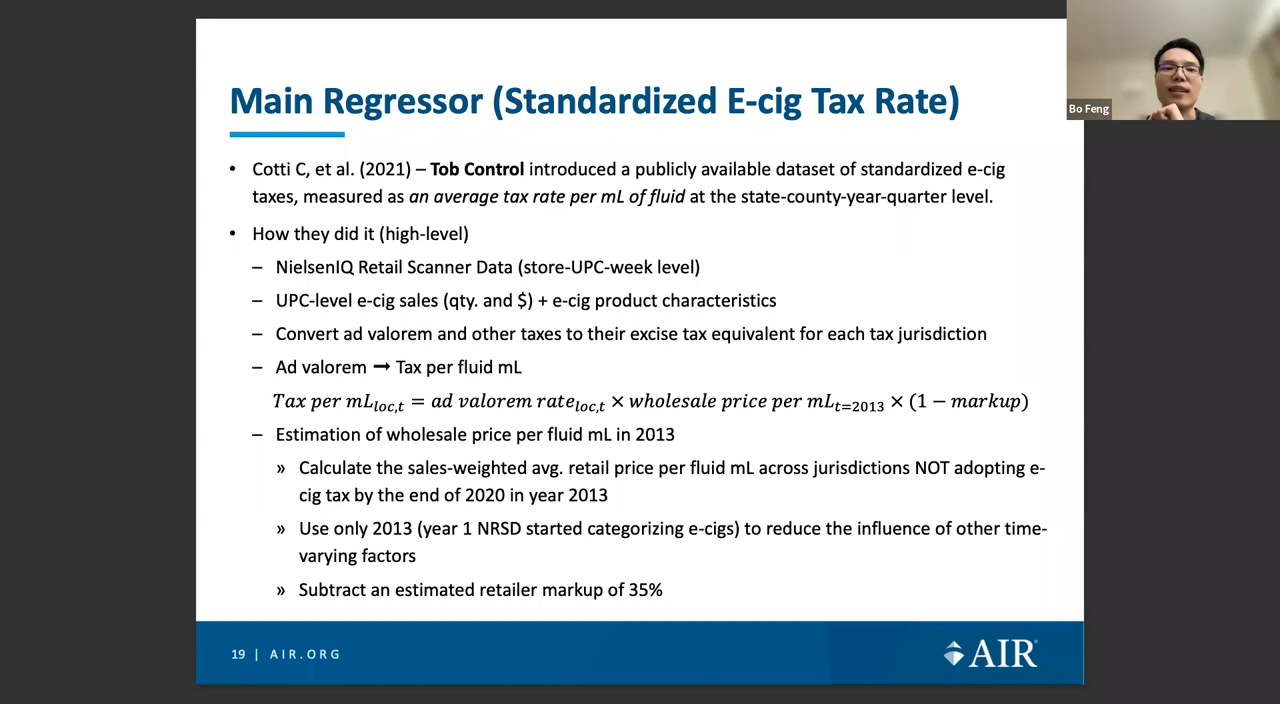 Main Regressor (Standardized E-cig Tax Rate)
Bo Feng
• Cotti C, et al. (2021) – Tob Control introduced a publicly available dataset of standardized e-cig
taxes, measured as an average tax rate per mL of fluid at the state-county-year-quarter level.
• How they did it (high-level)
– NielsenIQ Retail Scanner Data (store-UPC-week level)
– UPC-level e-cig sales (qty. and $) + e-cig product characteristics
– Convert ad valorem and other taxes to their excise tax equivalent for each tax jurisdiction
– Ad valorem ➞ Tax per fluid mL
Tax per mL_{loc,t} = ad valorem rate_{loc,t} × wholesale price per mL_{t=2013} × (1 − markup)
– Estimation of wholesale price per fluid mL in 2013
» Calculate the sales-weighted avg. retail price per fluid mL across jurisdictions NOT adopting e-
cig tax by the end of 2020 in year 2013
» Use only 2013 (year 1 NRSD started categorizing e-cigs) to reduce the influence of other time-
varying factors
» Subtract an estimated retailer markup of 35%
19 | AIR.ORG
AIR